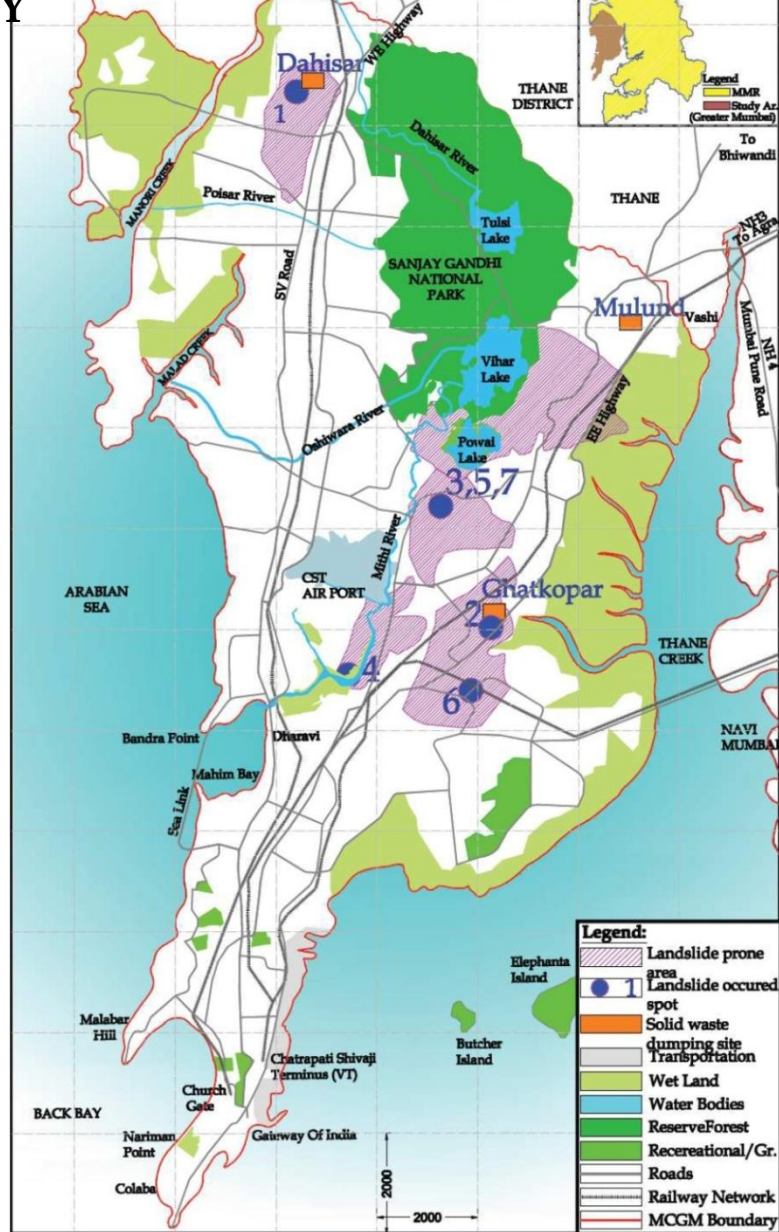 Y
WE Highway
Dahisar
1
THANE
DISTRICT
Legend
MMR
Study Ar.
(Greater Mumbai)
To
Bhiwandi
Dahisar River
MANORI CREEK
Poisar River
THANE
NH3
To Agra
Tulsi
Lake
SV Road
SANJAY GANDHI
NATIONAL
PARK
Mulund
Vashi
Mumbai Pune Road
NH 4
MALAD CREEK
Vihar
Lake
Oshiwara River
EE Highway
Powai
Lake
3,5,7
Mithi River
CST
AIR PORT
ARABIAN
SEA
Ghatkopar
2
THANE
CREEK
4
6
Bandra Point
Dharavi
NAVI
MUMBAI
Mahim Bay
Sea Link
Legend:
Landslide prone
area
1 Landslide occured
spot
Solid waste
dumping site
Transportation
Wet Land
Water Bodies
ReserveForest
Recereational/Gr.
Roads
Railway Network
MCGM Boundary
Elephanta
Island
Butcher
Island
Malabar
Hill
Chatrapati Shivaji
Terminus (VT)
Church
Gate
BACK BAY
Nariman
Point
Gateway Of India
Colaba
2000
2000